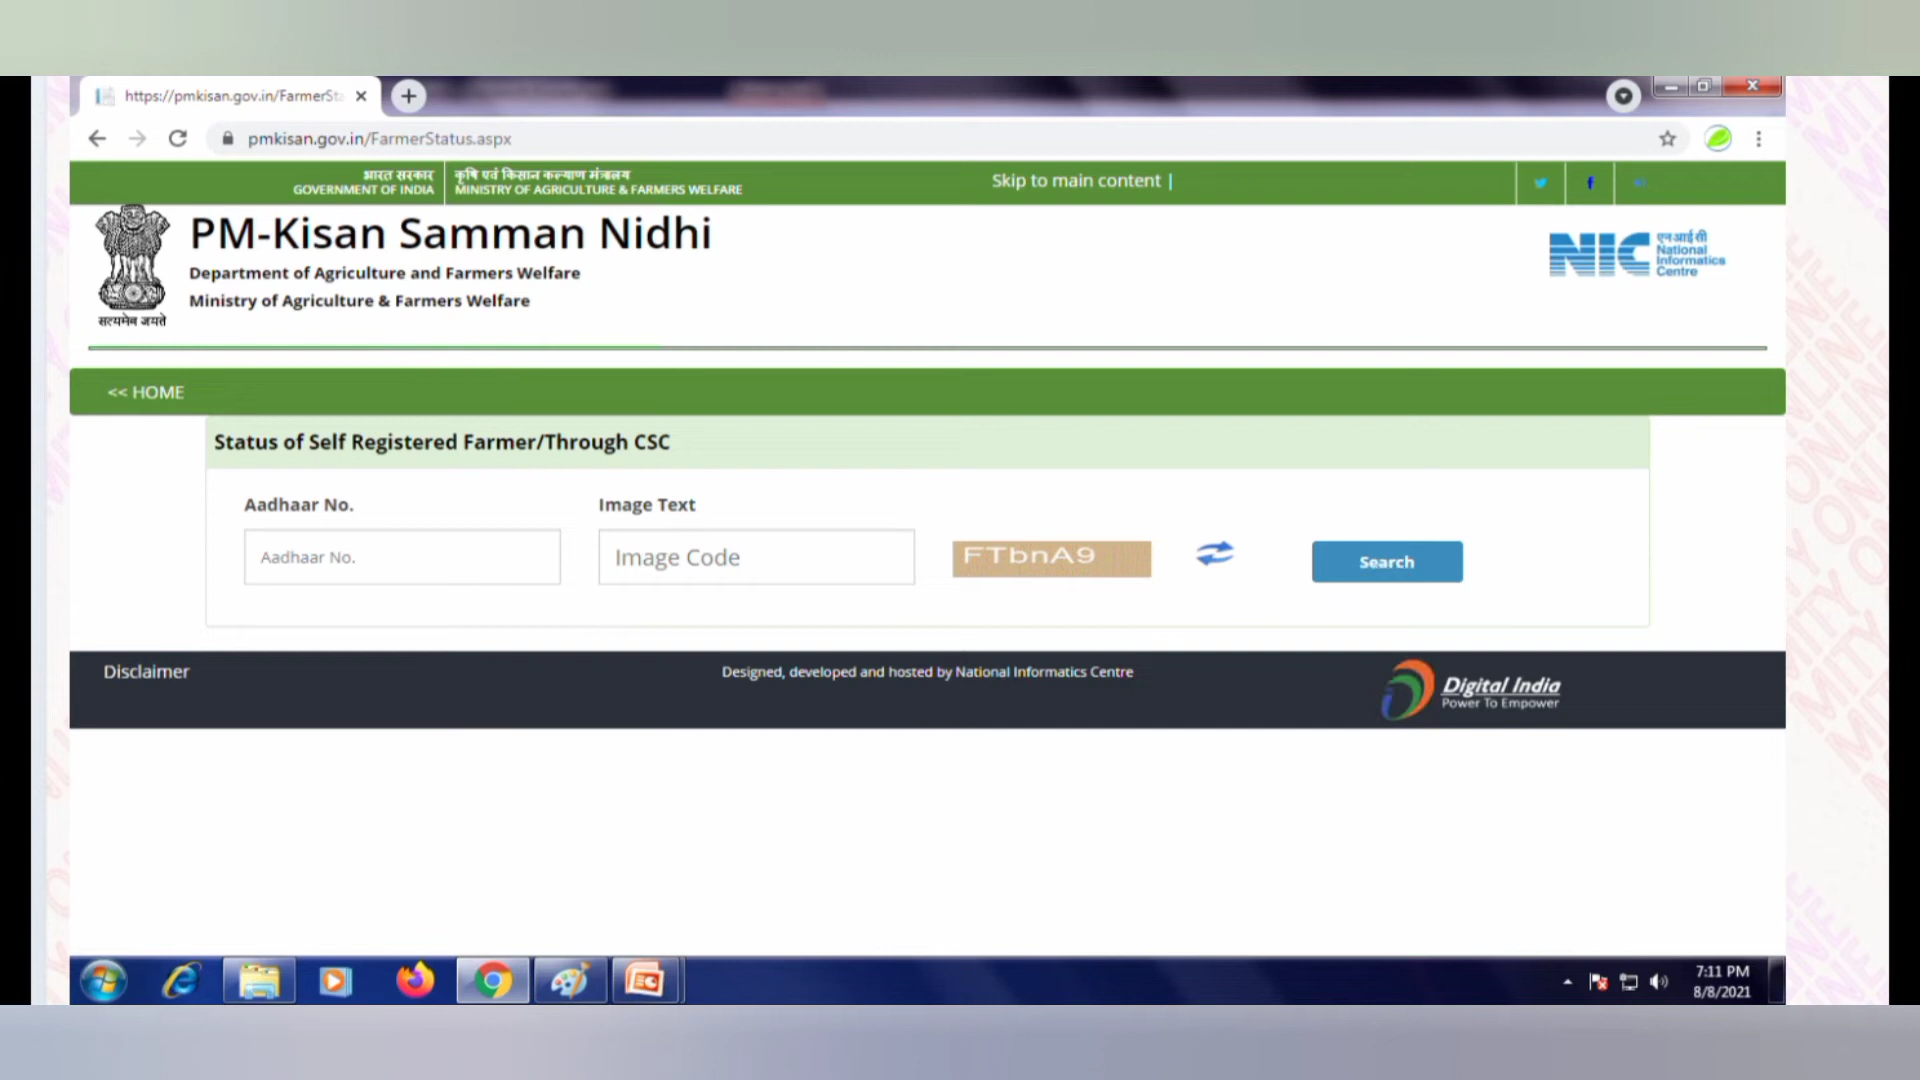 https://pmkisan.gov.in/FarmerSta
pmkisan.gov.in/FarmerStatus.aspx
भारत सरकार
GOVERNMENT OF INDIA
कृषि एवं किसान कल्याण मंत्रालय
MINISTRY OF AGRICULTURE & FARMERS WELFARE
Skip to main content |
PM-Kisan Samman Nidhi
Department of Agriculture and Farmers Welfare
Ministry of Agriculture & Farmers Welfare
सत्यमेव जयते
NIC
एनआईसी
National
Informatics
Centre
<< HOME
Status of Self Registered Farmer/Through CSC
Aadhaar No.
Image Text
Aadhaar No.
Image Code
FTbnA9
Search
Disclaimer
Designed, developed and hosted by National Informatics Centre
Digital India
Power To Empower
7:11 PM
8/8/2021